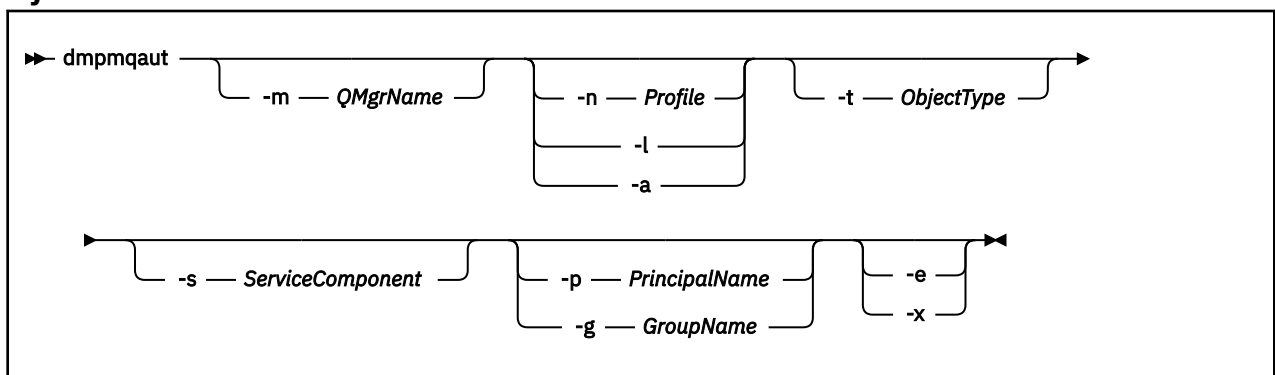 dmpmqaut
-m QMgrName
-n Profile
-l
-a
-t ObjectType
-s ServiceComponent
-p PrincipalName
-g GroupName
-e
-x